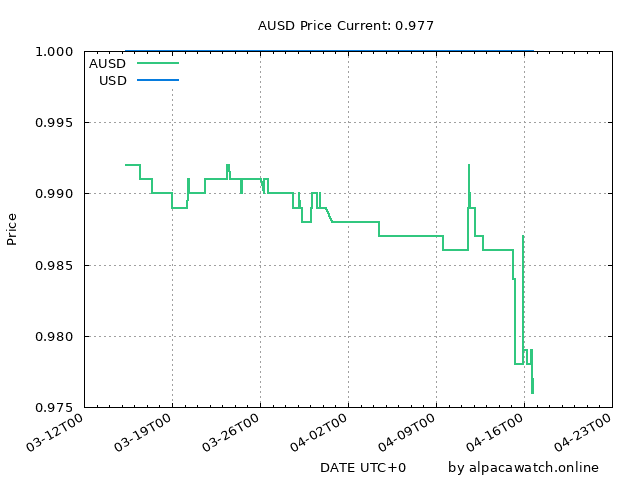 AUSD Price Current: 0.977
1.000
AUSD
USD
0.995
0.990
Price
0.985
0.980
0.975
03-12T00
03-19T00
03-26T00
04-02T00
04-09T00
04-16T00
04-23T00
DATE UTC+0
by alpacawatch.online